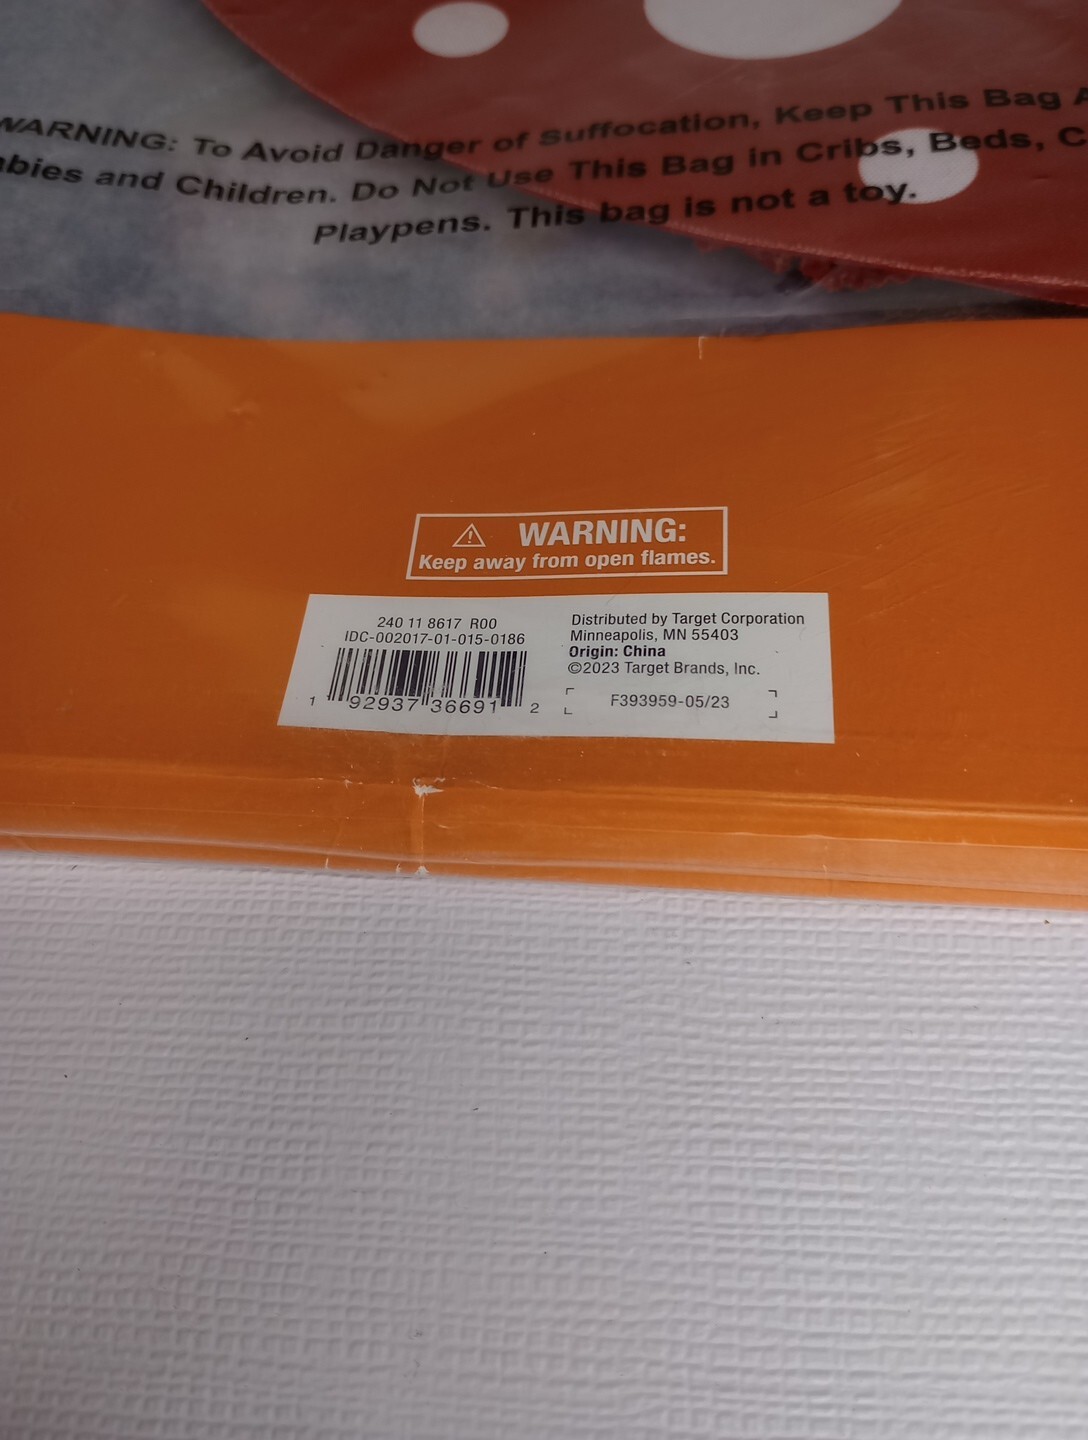 WARNING: To Avoid Danger of Suffocation, Keep This Bag
and Children. Do Not Use This Bag in Cribs, Beds,
Playpens. This bag is not a toy.
WARNING:
Keep away from open flames.
240 11 8617 R00
IDC-002017-01-015-0186
1 92937 36691 2
Distributed by Target Corporation
Minneapolis, MN 55403
Origin: China
©2023 Target Brands, Inc.
F393959-05/23